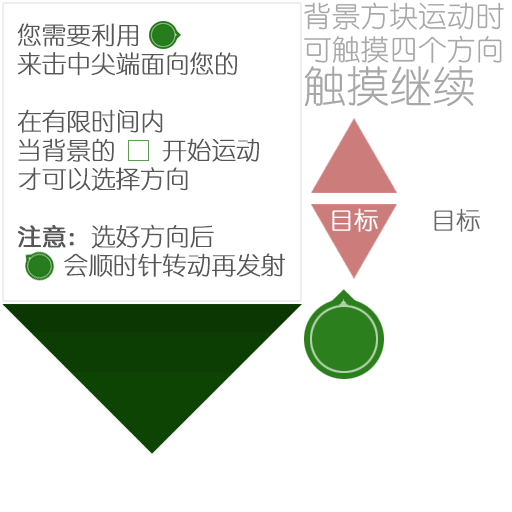 您需要利用
来击中尖端面向您的
在有限时间内
当背景的 开始运动
才可以选择方向
注意：选好方向后
会顺时针转动再发射
背景方块运动时
可触摸四个方向
触摸继续
目标
目标